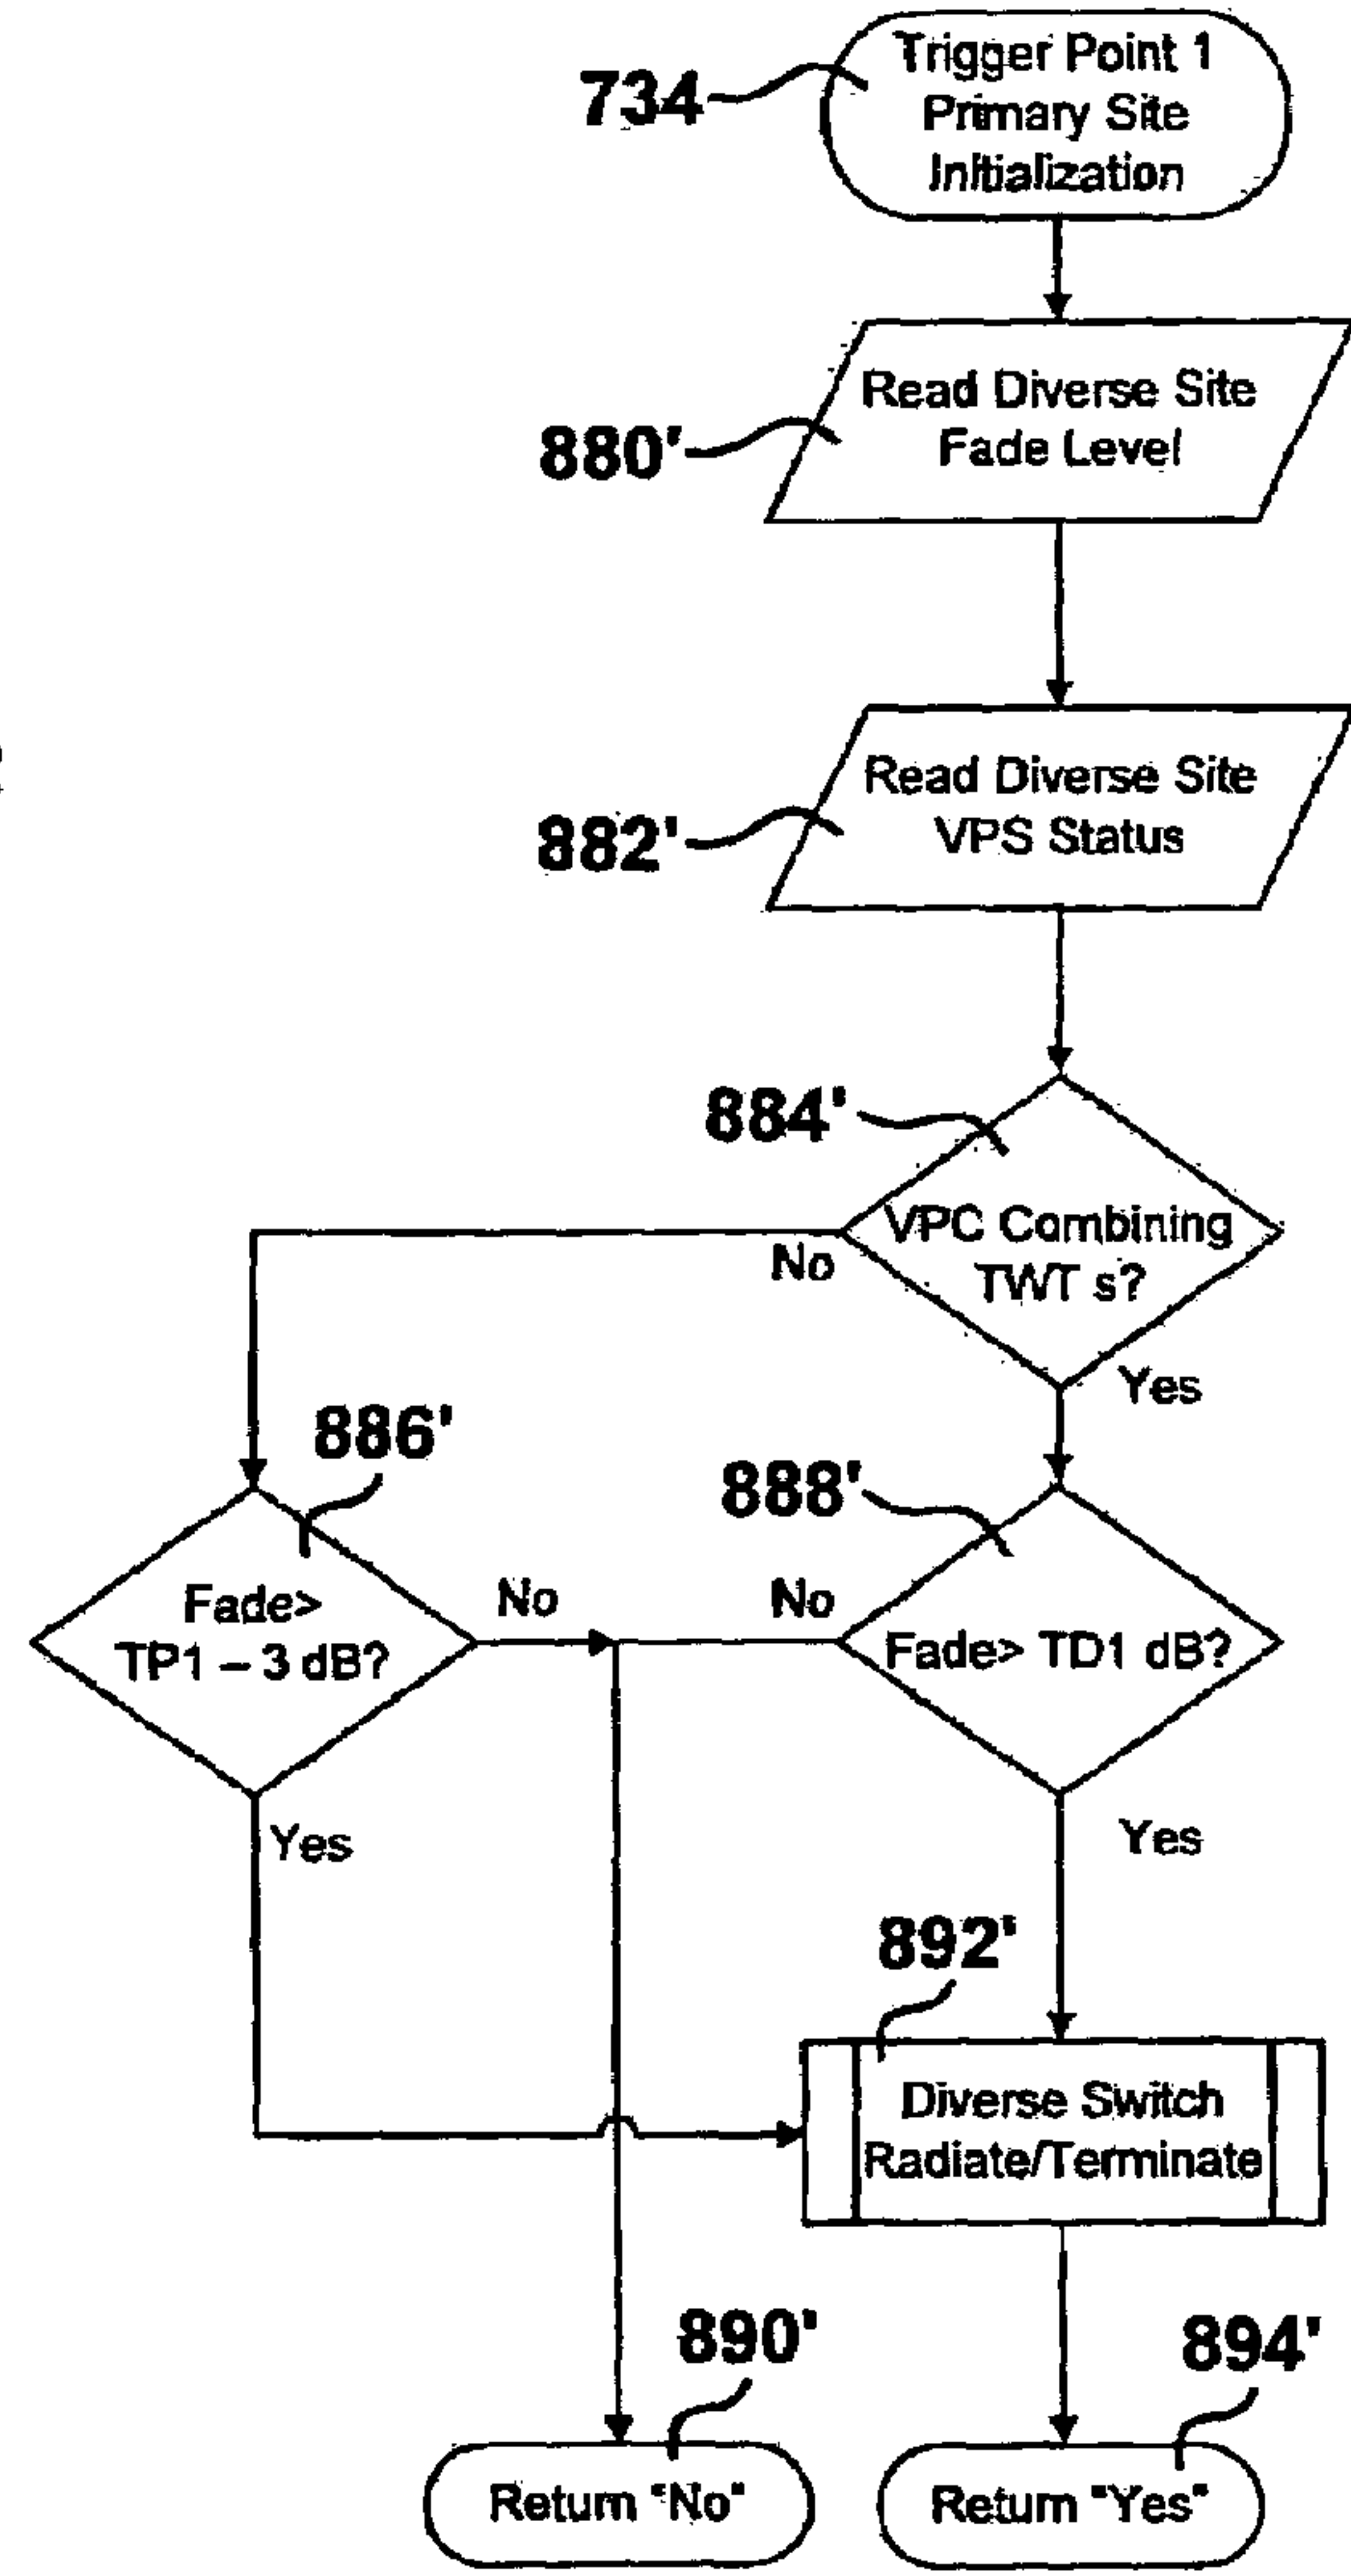 734
Trigger Point 1
Primary Site
Initialization
880'
Read Diverse Site
Fade Level
882'
Read Diverse Site
VPS Status
884'
VPC Combining
TWT s?
No
Yes
886'
888'
Fade>
TP1 – 3 dB?
No
No
Fade> TD1 dB?
Yes
Yes
892'
Diverse Switch
Radiate/Terminate
890'
894'
Return "No"
Return "Yes"